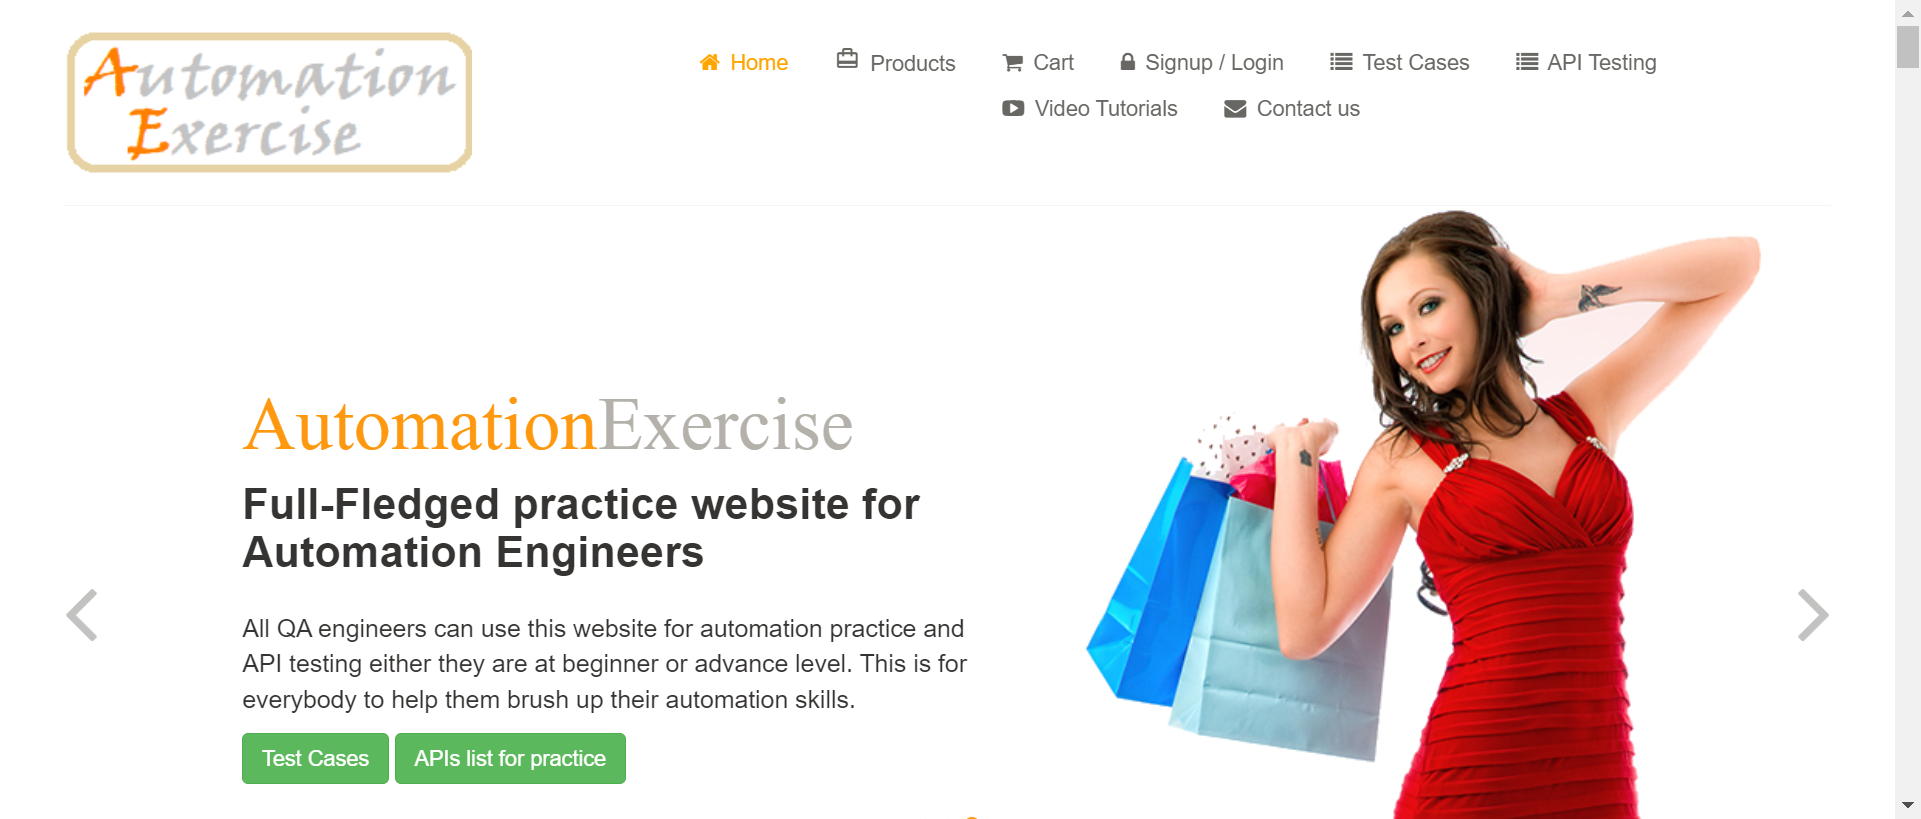 Automation
Exercise
Home Products Cart Signup / Login Test Cases API Testing
Video Tutorials Contact us
AutomationExercise
Full-Fledged practice website for
Automation Engineers
All QA engineers can use this website for automation practice and
API testing either they are at beginner or advance level. This is for
everybody to help them brush up their automation skills.
Test Cases APIs list for practice